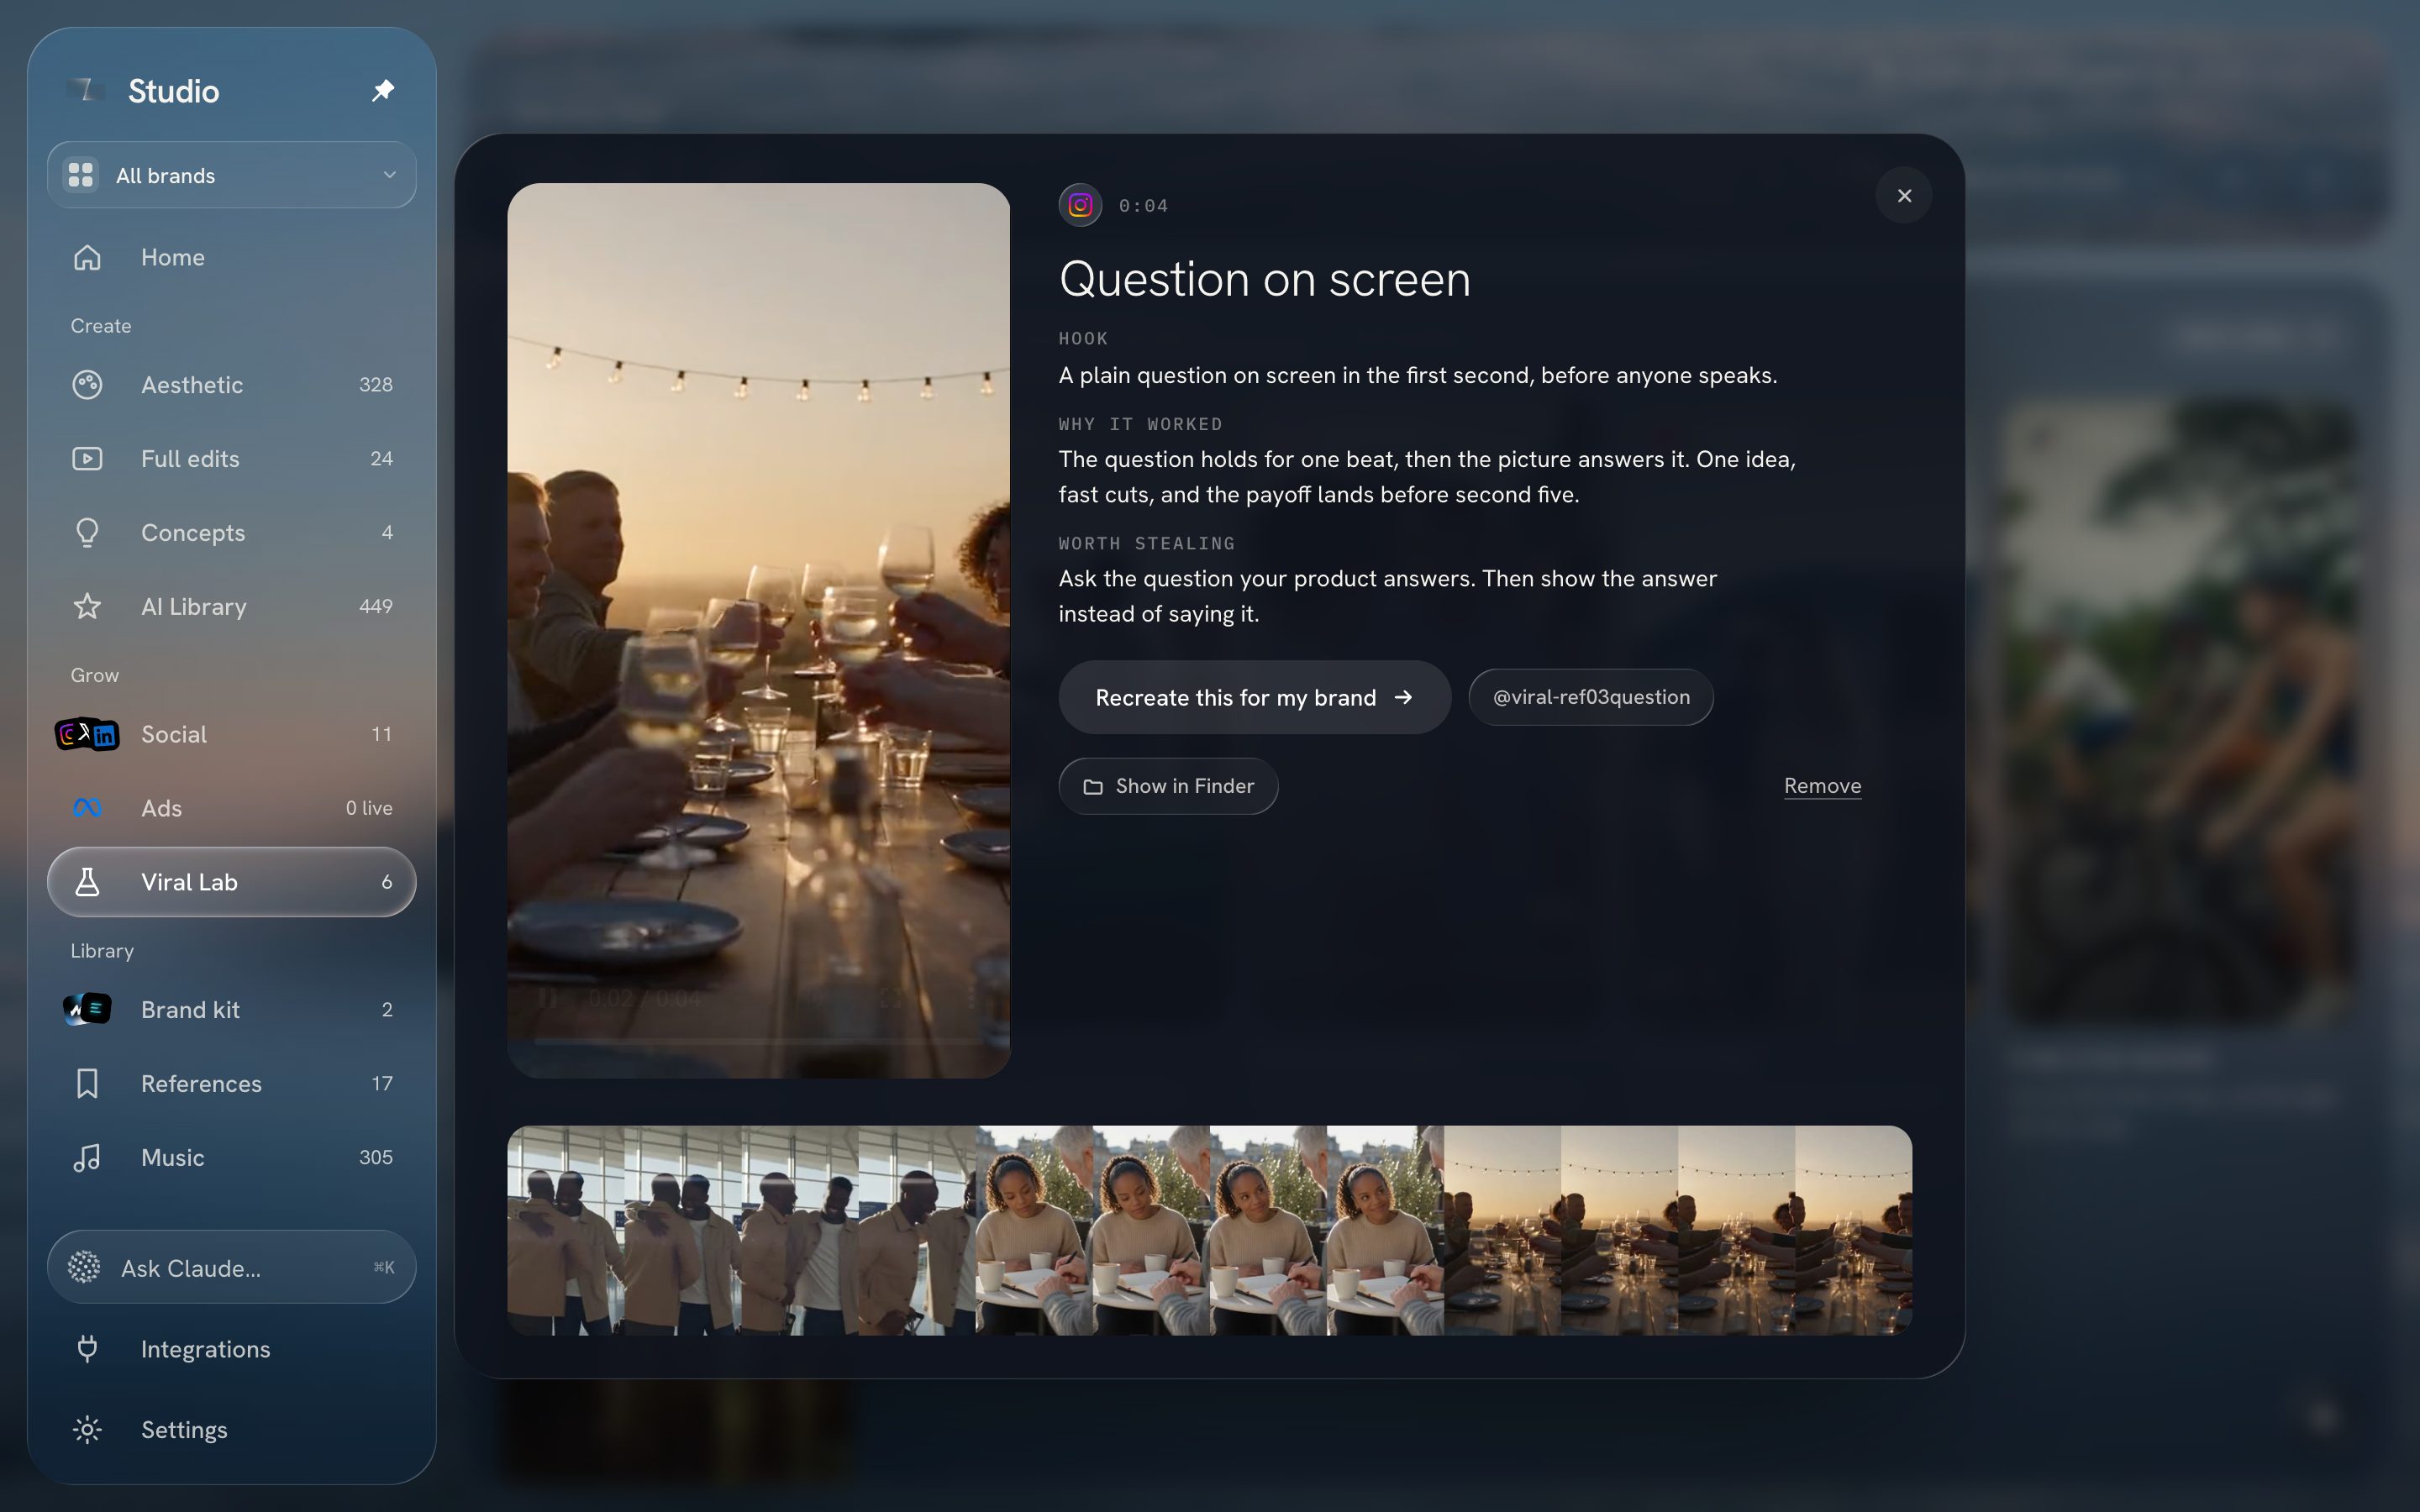 Studio
All brands
Home
Create
Aesthetic 328
Full edits 24
Concepts 4
AI Library 449
Grow
Social 11
Ads 0 live
Viral Lab 6
Library
Brand kit 2
References 17
Music 305
Ask Claude... ⌘K
Integrations
Settings
0:04
Question on screen
HOOK
A plain question on screen in the first second, before anyone speaks.
WHY IT WORKED
The question holds for one beat, then the picture answers it. One idea,
fast cuts, and the payoff lands before second five.
WORTH STEALING
Ask the question your product answers. Then show the answer
instead of saying it.
Recreate this for my brand →
@viral-ref03question
Show in Finder
Remove
0:02 / 0:04